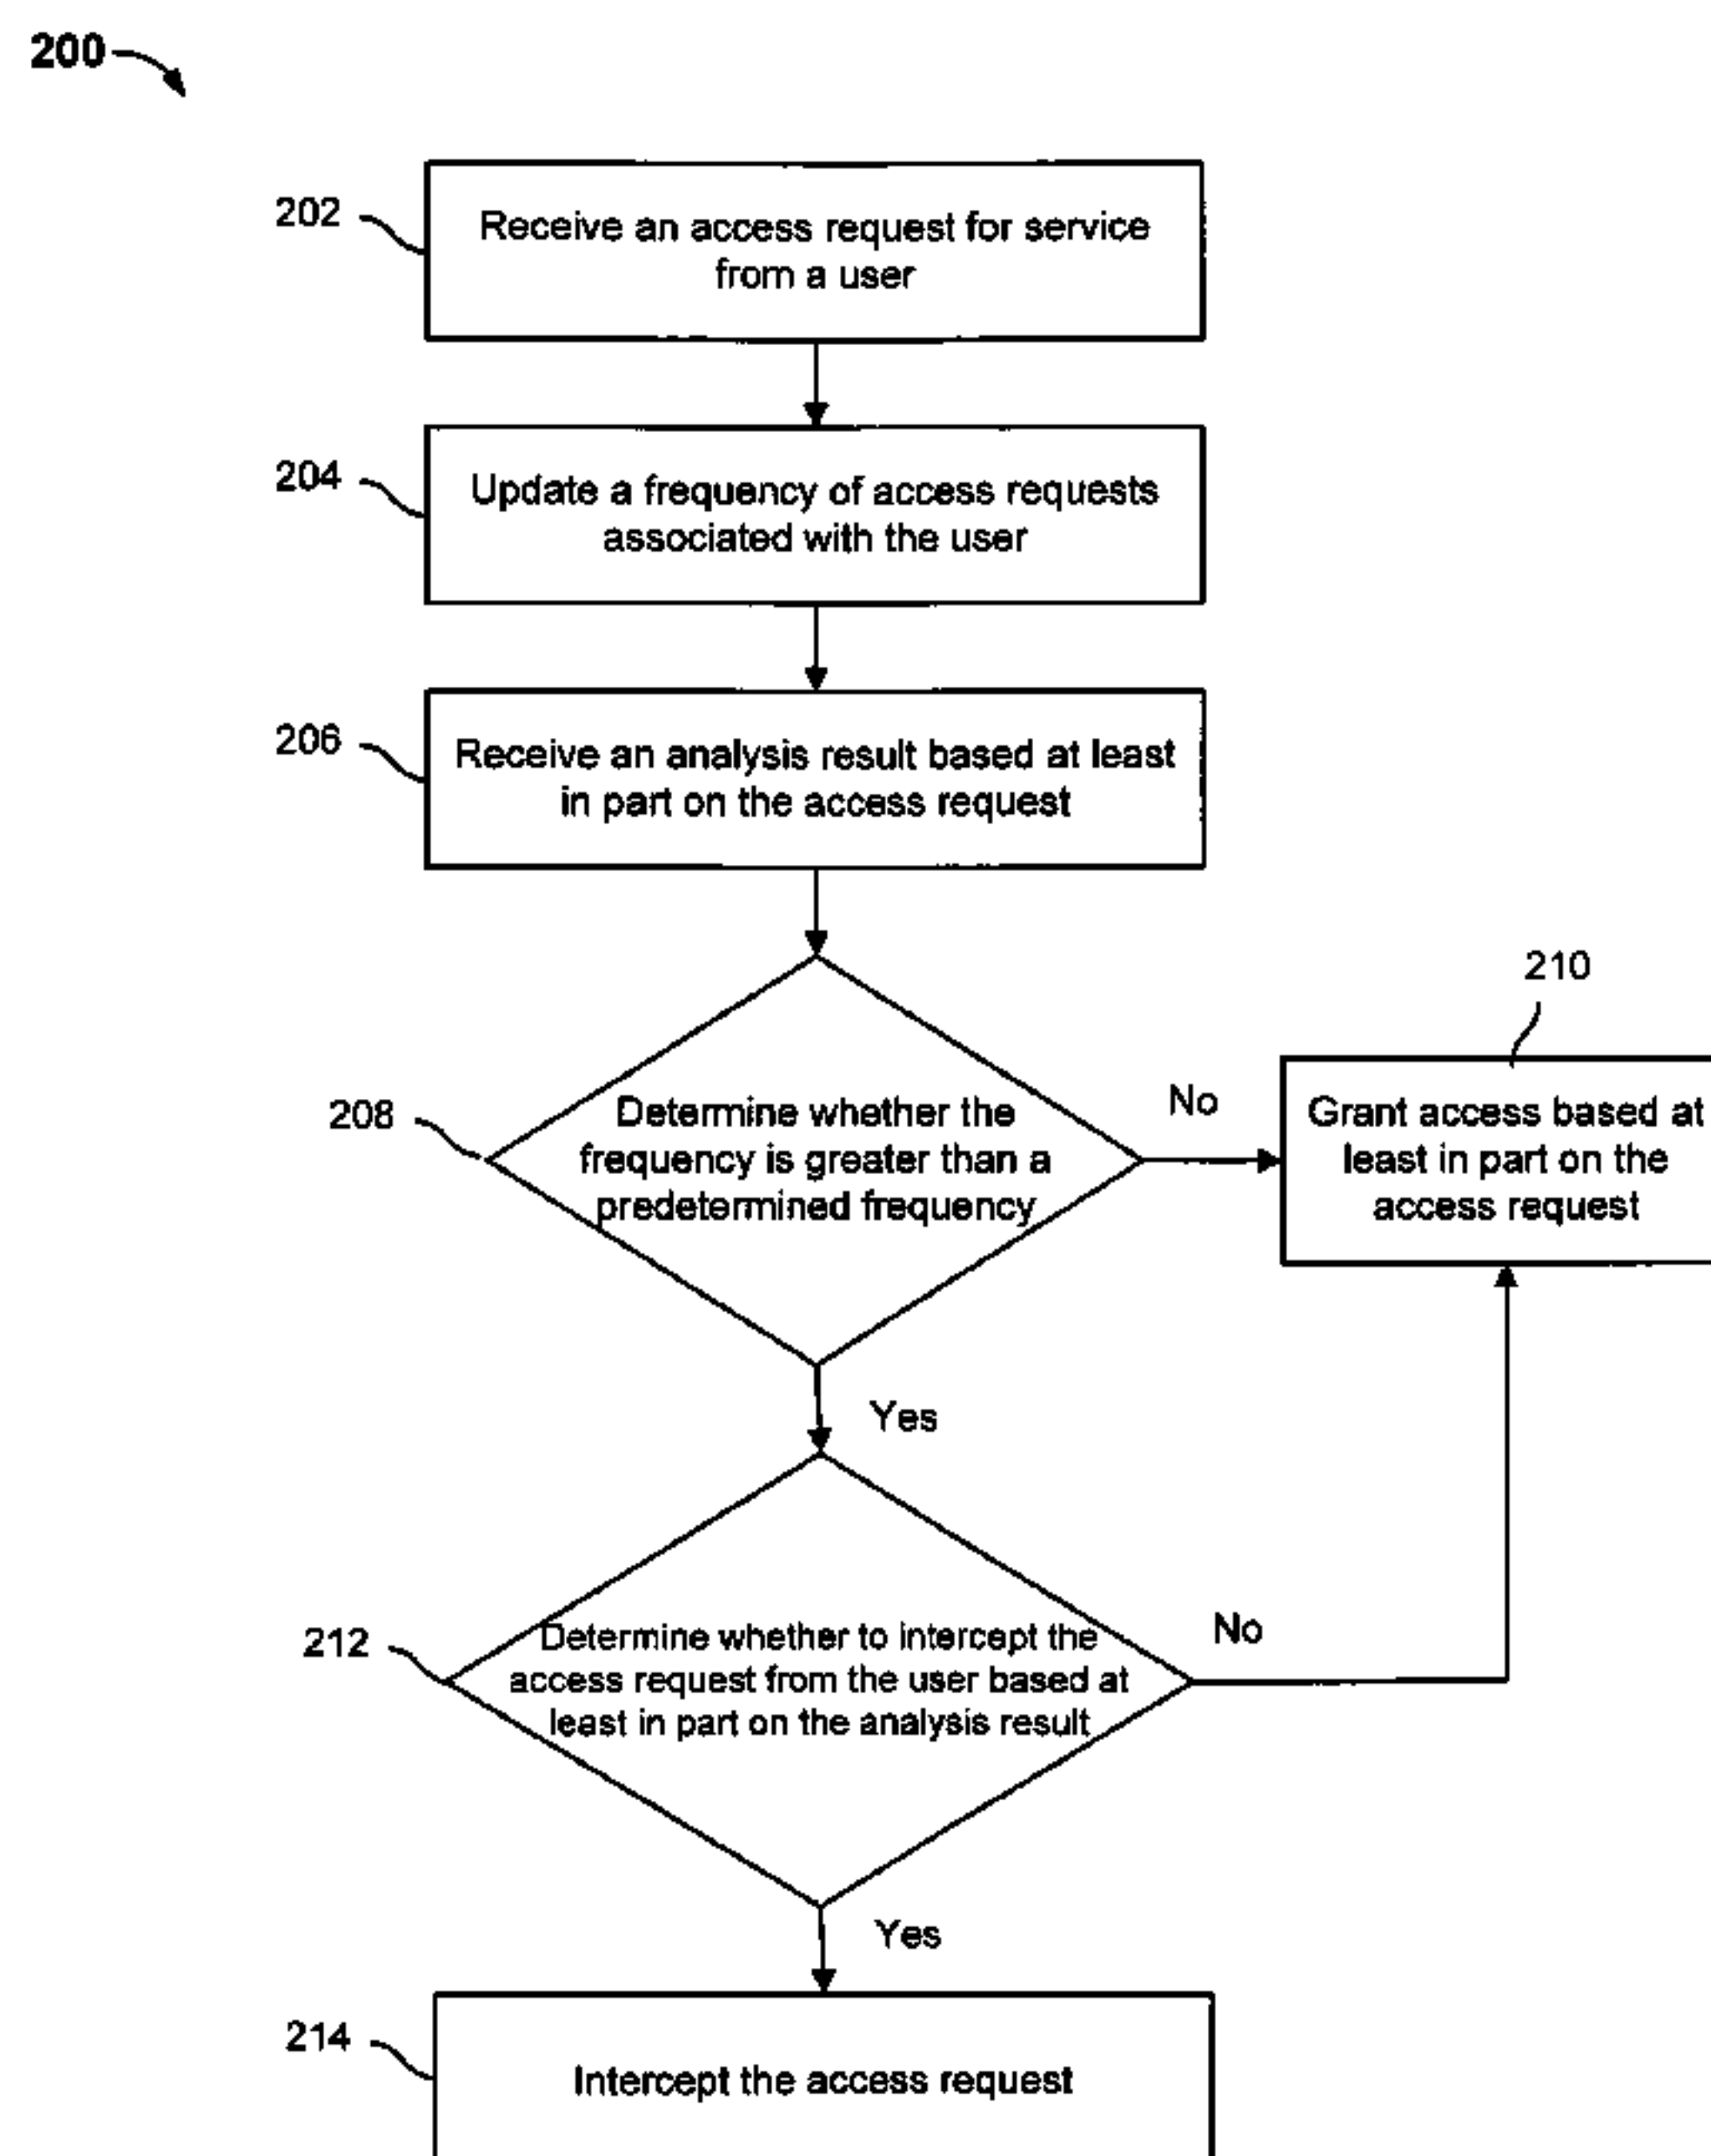 200
202
Receive an access request for service
from a user
204
Update a frequency of access requests
associated with the user
206
Receive an analysis result based at least
in part on the access request
208
Determine whether the
frequency is greater than a
predetermined frequency
No
210
Grant access based at
least in part on the
access request
Yes
212
Determine whether to intercept the
access request from the user based at
least in part on the analysis result
No
Yes
214
Intercept the access request